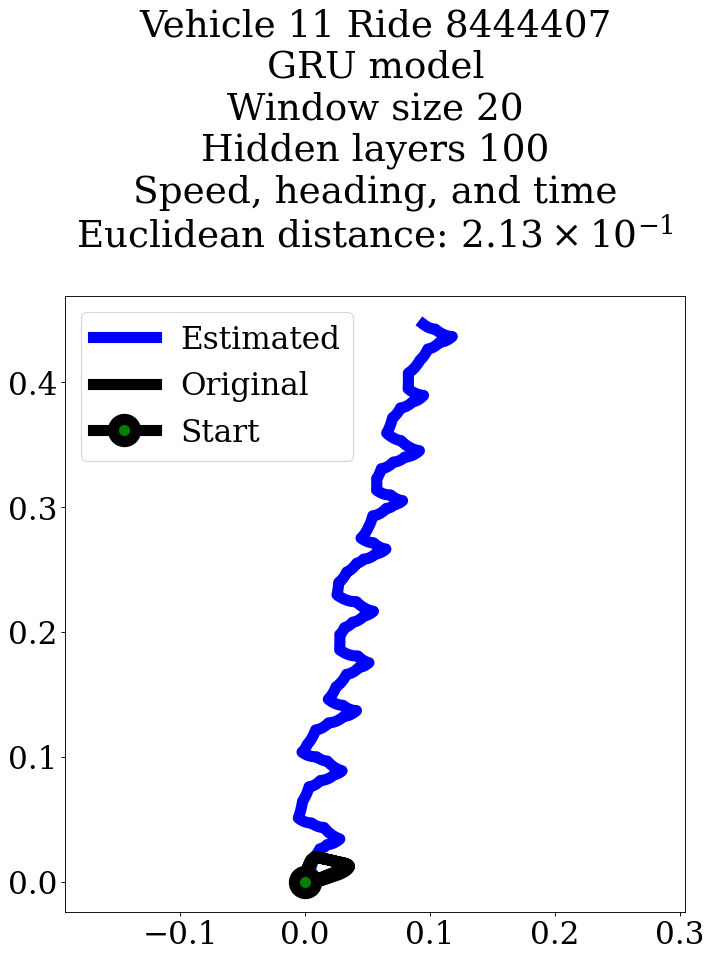 Vehicle 11 Ride 8444407
GRU model
Window size 20
Hidden layers 100
Speed, heading, and time
Euclidean distance: 2.13 × 10⁻¹
Estimated
Original
Start
0.4
0.3
0.2
0.1
0.0
−0.1 0.0 0.1 0.2 0.3